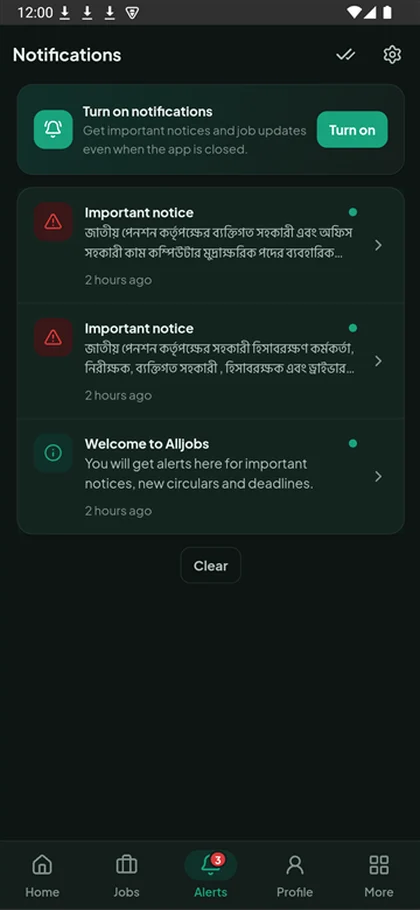 12:00
Notifications
Turn on notifications
Get important notices and job updates
even when the app is closed.
Turn on
Important notice
জাতীয় পেনশন কর্তৃপক্ষের ব্যক্তিগত সহকারী এবং অফিস
সহকারী কাম কম্পিউটার মুদ্রাক্ষরিক পদের ব্যবহারিক...
2 hours ago
Important notice
জাতীয় পেনশন কর্তৃপক্ষের সহকারী হিসাবরক্ষণ কর্মকর্তা,
নিরীক্ষক, ব্যক্তিগত সহকারী , হিসাবরক্ষক এবং ড্রাইভার...
2 hours ago
Welcome to Alljobs
You will get alerts here for important
notices, new circulars and deadlines.
2 hours ago
Clear
3
Home
Jobs
Alerts
Profile
More